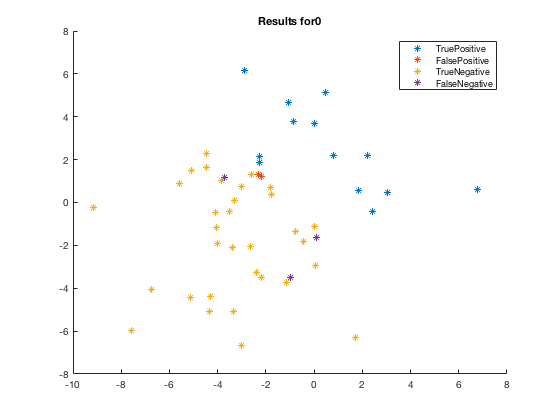 Results for0
TruePositive
FalsePositive
TrueNegative
FalseNegative
8
6
4
2
0
-2
-4
-6
-8
-10 -8 -6 -4 -2 0 2 4 6 8